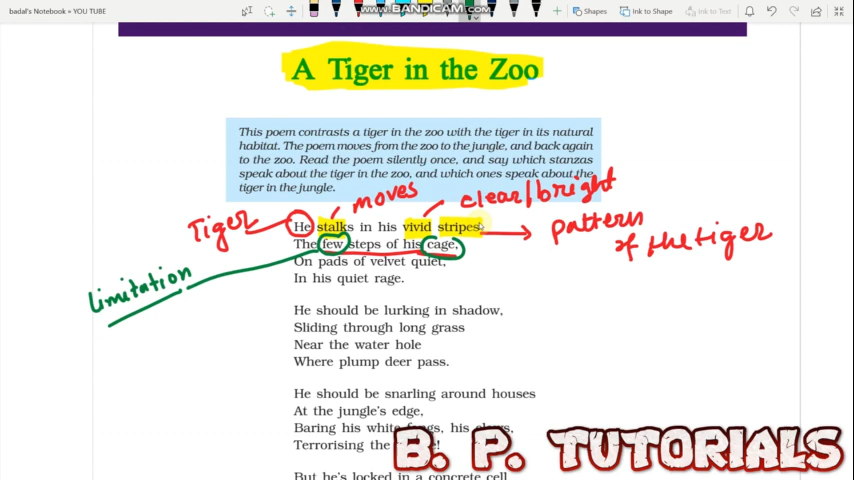 badal's Notebook » YOU TUBE
WWW.BANDICAM.COM
Shapes
Ink to Shape
Ink to Text
A Tiger in the Zoo
This poem contrasts a tiger in the zoo with the tiger in its natural
habitat. The poem moves from the zoo to the jungle, and back again
to the zoo. Read the poem silently once, and say which stanzas
speak about the tiger in the zoo, and which ones speak about the
tiger in the jungle.
moves
clear/bright
Tiger
He stalks in his vivid stripes
pattern
of the tiger
The few steps of his cage,
On pads of velvet quiet,
In his quiet rage.
Limitation
He should be lurking in shadow,
Sliding through long grass
Near the water hole
Where plump deer pass.
He should be snarling around houses
At the jungle's edge,
Baring his white fangs, his claws,
Terrorising the
But he's locked in a concrete cell
B. P. TUTORIALS